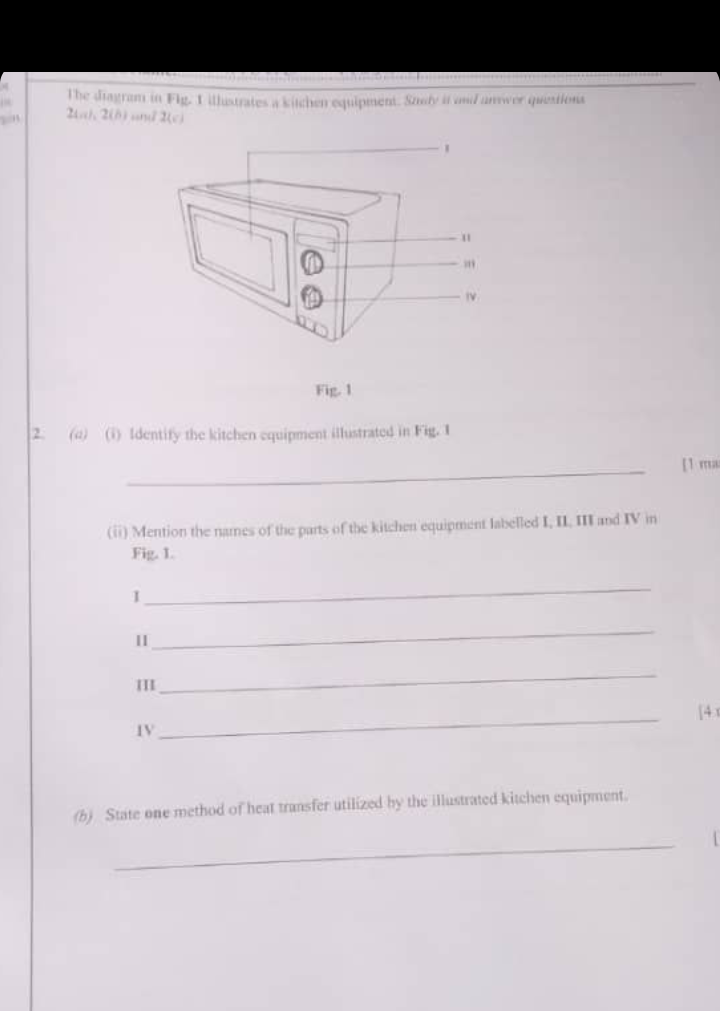 The diagram in Fig. 1 illustrates a kitchen equipment. Study it and answer questions
2(a), 2(b) and 2(c)
I
II
III
IV
Fig. 1
2. (a) (i) Identify the kitchen equipment illustrated in Fig. 1
[1 ma
(ii) Mention the names of the parts of the kitchen equipment labelled I, II, III and IV in
Fig. 1.
I
II
III
IV
[4
(b) State one method of heat transfer utilized by the illustrated kitchen equipment.
[